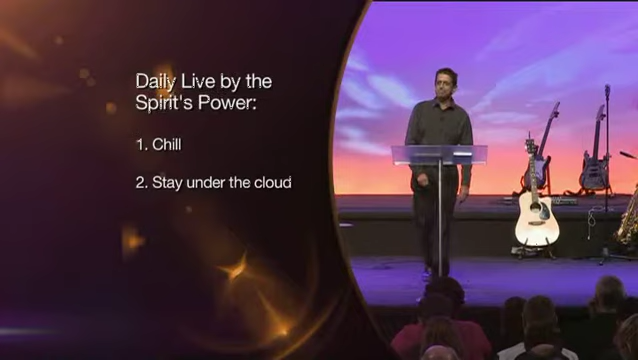 Daily Live by the
Spirit's Power:
1. Chill
2. Stay under the cloud